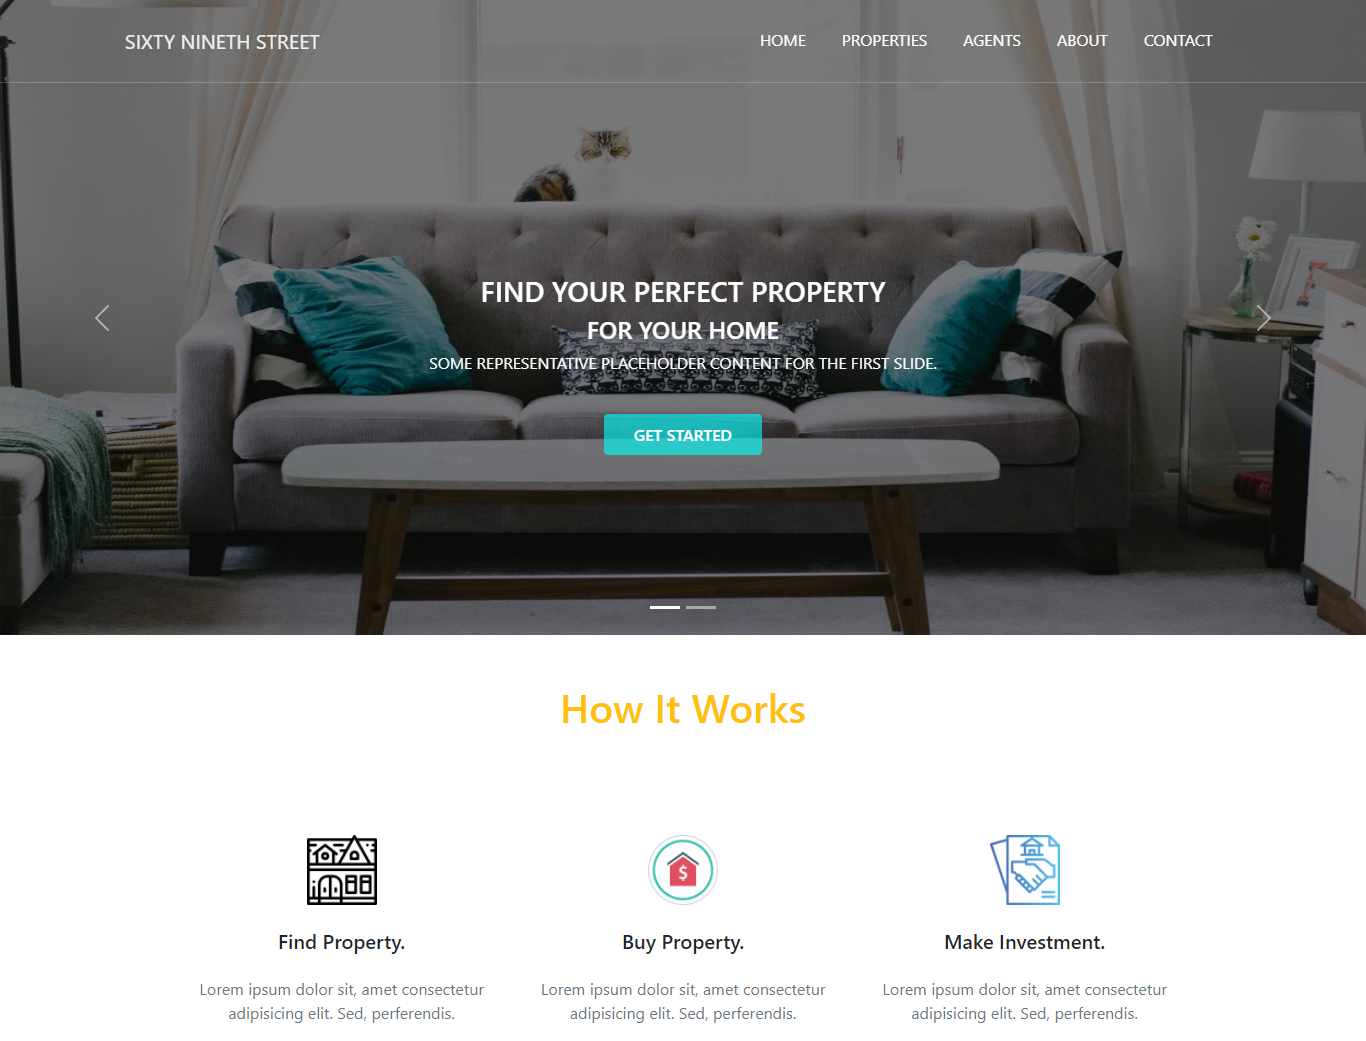 SIXTY NINETH STREET
HOME PROPERTIES AGENTS ABOUT CONTACT
FIND YOUR PERFECT PROPERTY
FOR YOUR HOME
SOME REPRESENTATIVE PLACEHOLDER CONTENT FOR THE FIRST SLIDE.
GET STARTED
How It Works
Find Property.
Lorem ipsum dolor sit, amet consectetur
adipisicing elit. Sed, perferendis.
Buy Property.
Lorem ipsum dolor sit, amet consectetur
adipisicing elit. Sed, perferendis.
Make Investment.
Lorem ipsum dolor sit, amet consectetur
adipisicing elit. Sed, perferendis.